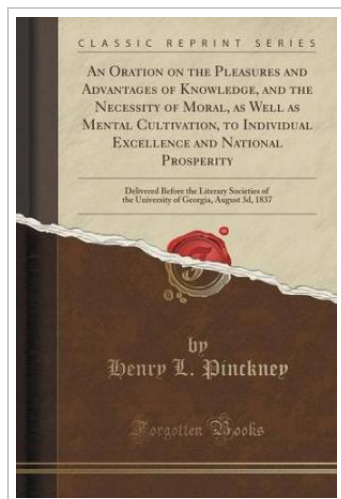 CLASSIC REPRINT SERIES
AN ORATION ON THE PLEASURES AND
ADVANTAGES OF KNOWLEDGE, AND THE
NECESSITY OF MORAL, AS WELL AS
MENTAL CULTIVATION, TO INDIVIDUAL
EXCELLENCE AND NATIONAL
PROSPERITY
Delivered Before the Literary Societies of
the University of Georgia, August 3d, 1837
by
Henry L. Pinckney
Forgotten Books